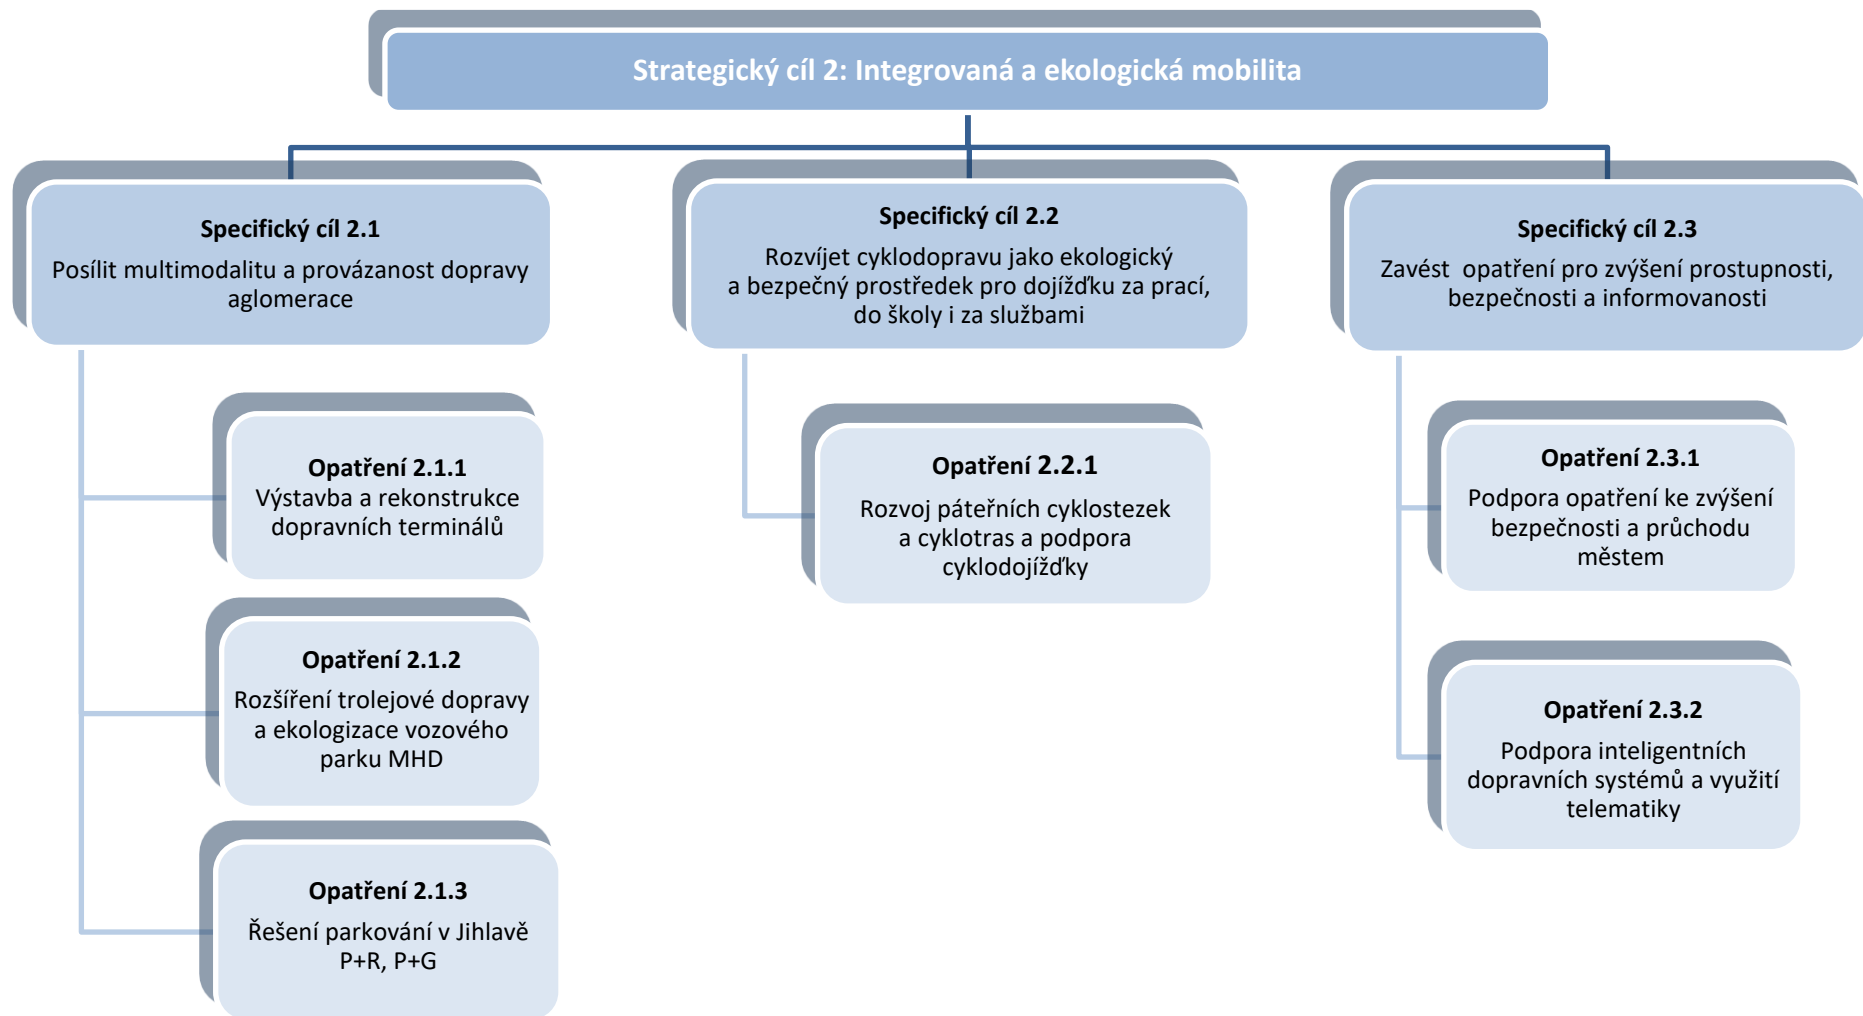 Strategický cíl 2: Integrovaná a ekologická mobilita
Specifický cíl 2.1
Posílit multimodalitu a provázanost dopravy
aglomerace
Opatření 2.1.1
Výstavba a rekonstrukce
dopravních terminálů
Opatření 2.1.2
Rozšíření trolejové dopravy
a ekologizace vozového
parku MHD
Opatření 2.1.3
Řešení parkování v Jihlavě
P+R, P+G
Specifický cíl 2.2
Rozvíjet cyklodopravu jako ekologický
a bezpečný prostředek pro dojížďku za prací,
do školy i za službami
Opatření 2.2.1
Rozvoj páteřních cyklostezek
a cyklotras a podpora
cyklodojížďky
Specifický cíl 2.3
Zavést  opatření pro zvýšení prostupnosti,
bezpečnosti a informovanosti
Opatření 2.3.1
Podpora opatření ke zvýšení
bezpečnosti a průchodu
městem
Opatření 2.3.2
Podpora inteligentních
dopravních systémů a využití
telematiky